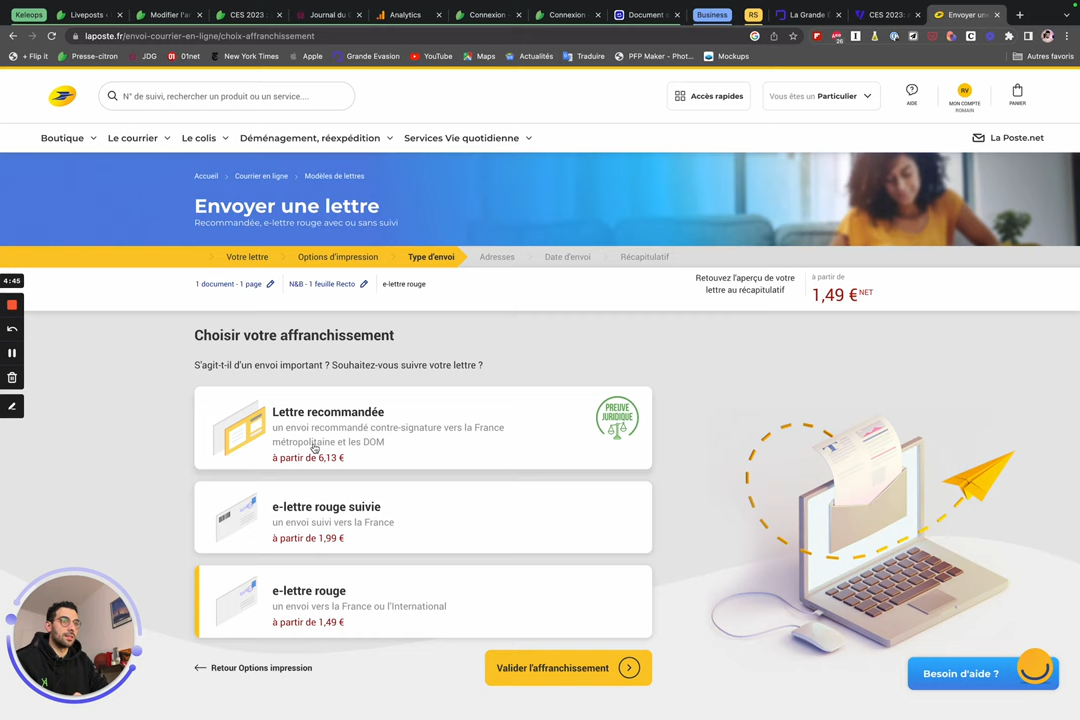 Keleops
Liveposts
Modifier l'ar
CES 2023 :
Journal du
Analytics
Connexion
Connexion
Document s
Business
RS
La Grande E
CES 2023: a
Envoyer une
laposte.fr/envoi-courrier-en-ligne/choix-affranchissement
+ Flip it
Presse-citron
JDG
01net
New York Times
Apple
Grande Evasion
YouTube
Maps
Actualités
Traduire
PFP Maker - Phot...
Mockups
Autres favoris
N° de suivi, rechercher un produit ou un service....
Accès rapides
Vous êtes un Particulier
AIDE
RV
MON COMPTE
ROMAIN
PANIER
Boutique
Le courrier
Le colis
Déménagement, réexpédition
Services Vie quotidienne
La Poste.net
Accueil
Courrier en ligne
Modèles de lettres
Envoyer une lettre
Recommandée, e-lettre rouge avec ou sans suivi
Votre lettre
Options d'impression
Type d'envoi
Adresses
Date d'envoi
Récapitulatif
4:45
1 document - 1 page
N&B - 1 feuille Recto
e-lettre rouge
Retouvez l'aperçu de votre
lettre au récapitulatif
à partir de
1,49 € NET
Choisir votre affranchissement
S'agit-t-il d'un envoi important ? Souhaitez-vous suivre votre lettre ?
Lettre recommandée
un envoi recommandé contre-signature vers la France
métropolitaine et les DOM
à partir de 6,13 €
PREUVE
JURIDIQUE
e-lettre rouge suivie
un envoi suivi vers la France
à partir de 1,99 €
e-lettre rouge
un envoi vers la France ou l'International
à partir de 1,49 €
Retour Options impression
Valider l'affranchissement
Besoin d'aide ?